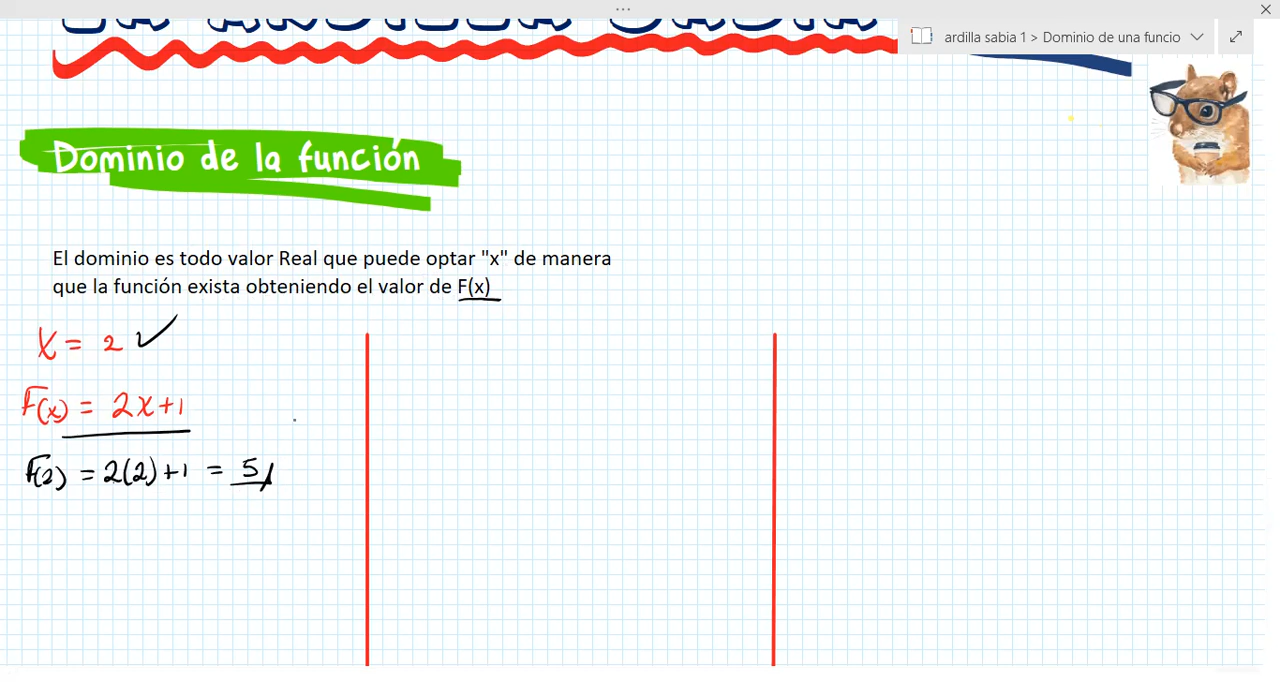 ardilla sabia 1 > Dominio de una funcio
Dominio de la función
El dominio es todo valor Real que puede optar "x" de manera
que la función exista obteniendo el valor de F(x)
X = 2 ✓
F(x) = 2x+1
F(2) = 2(2)+1 = 5